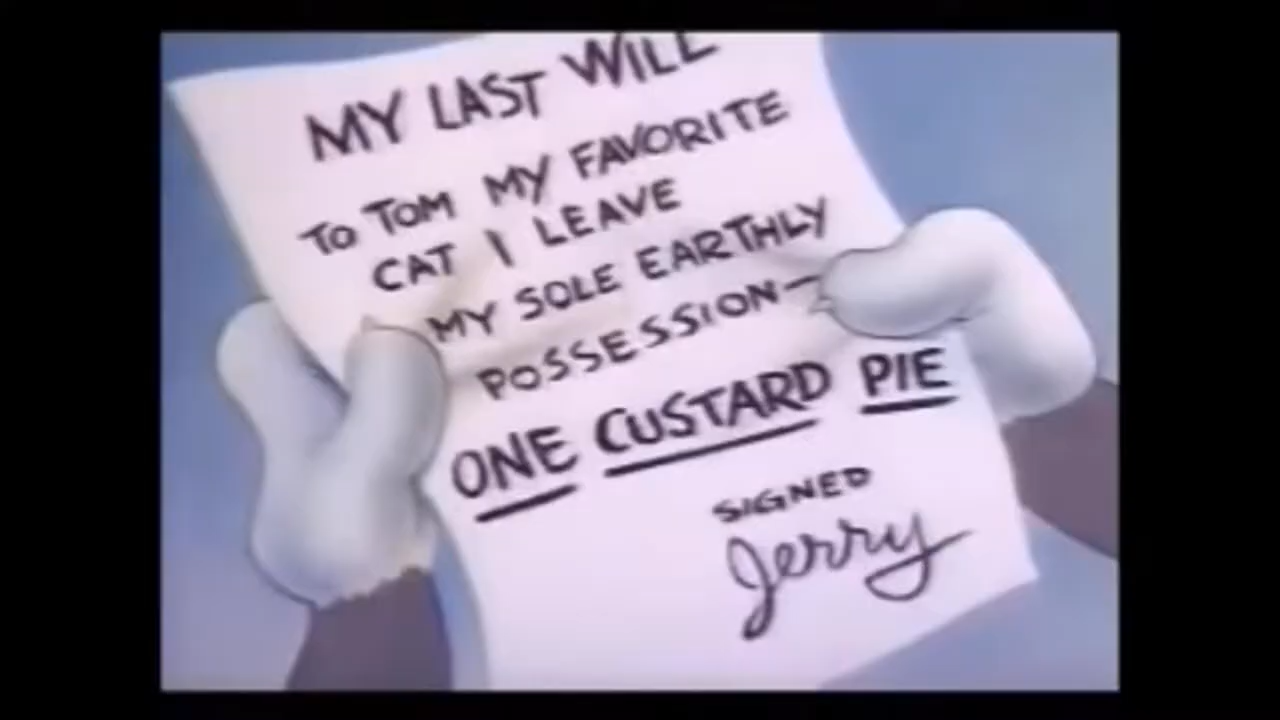 MY LAST WILL
TO TOM MY FAVORITE
CAT I LEAVE
MY SOLE EARTHLY
POSSESSION—
ONE CUSTARD PIE
SIGNED
Jerry